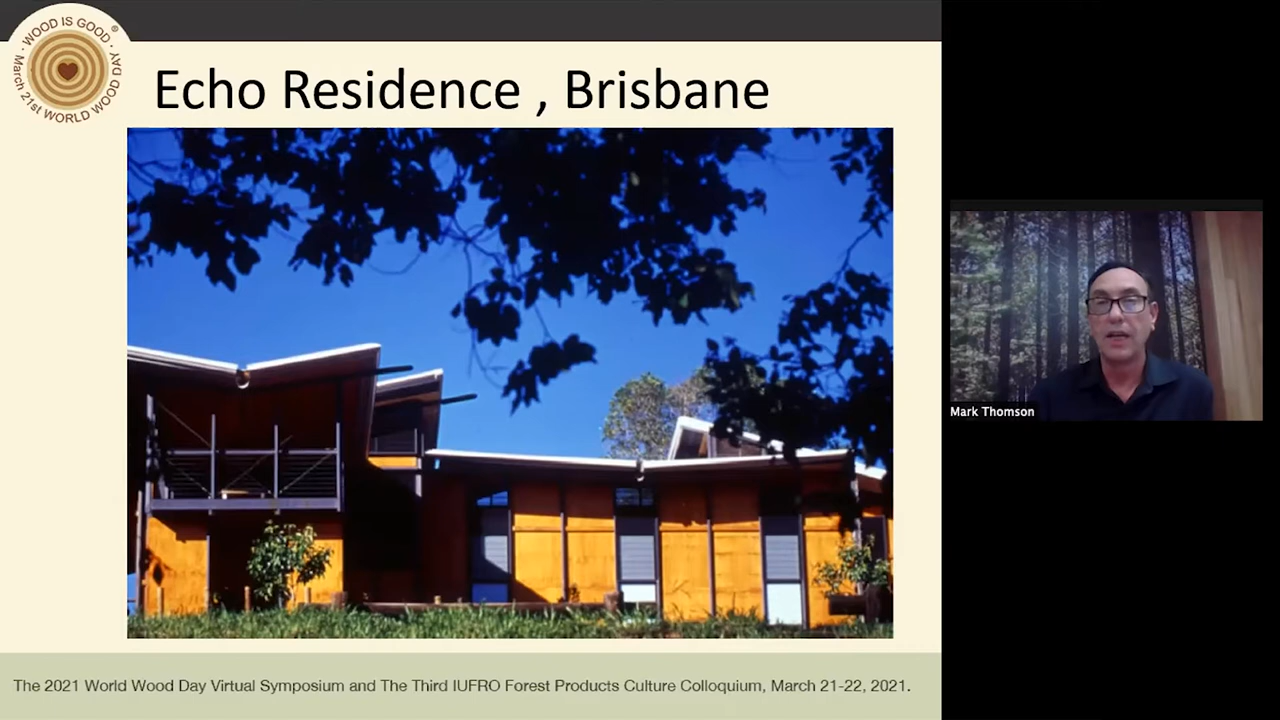 WOOD IS GOOD ®
March 21st WORLD WOOD DAY
Echo Residence , Brisbane
Mark Thomson
The 2021 World Wood Day Virtual Symposium and The Third IUFRO Forest Products Culture Colloquium, March 21-22, 2021.